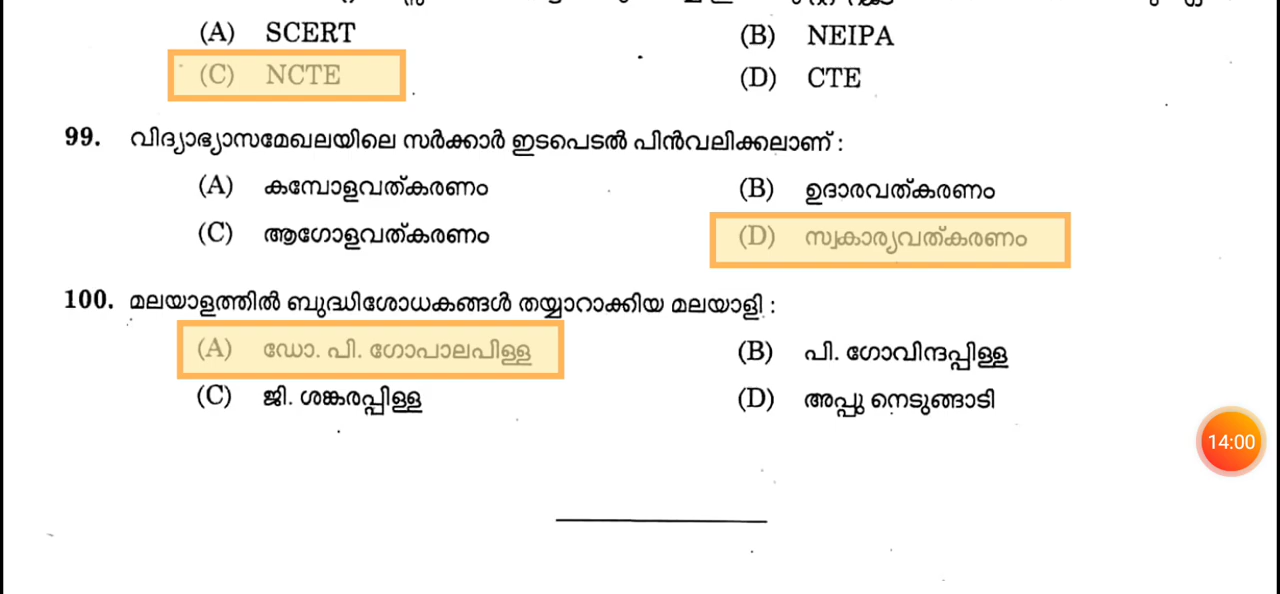 (A) SCERT (B) NEIPA
(C) NCTE (D) CTE
99. വിദ്യാഭ്യാസമേഖലയിലെ സർക്കാർ ഇടപെടൽ പിൻവലിക്കലാണ് :
(A) കമ്പോളവത്കരണം (B) ഉദാരവത്കരണം
(C) ആഗോളവത്കരണം (D) സ്വകാര്യവത്കരണം
100. മലയാളത്തിൽ ബുദ്ധിശോധകങ്ങൾ തയ്യാറാക്കിയ മലയാളി :
(A) ഡോ. പി. ഗോപാലപിള്ള (B) പി. ഗോവിന്ദപ്പിള്ള
(C) ജി. ശങ്കരപ്പിള്ള (D) അപ്പു നെടുങ്ങാടി
14:00